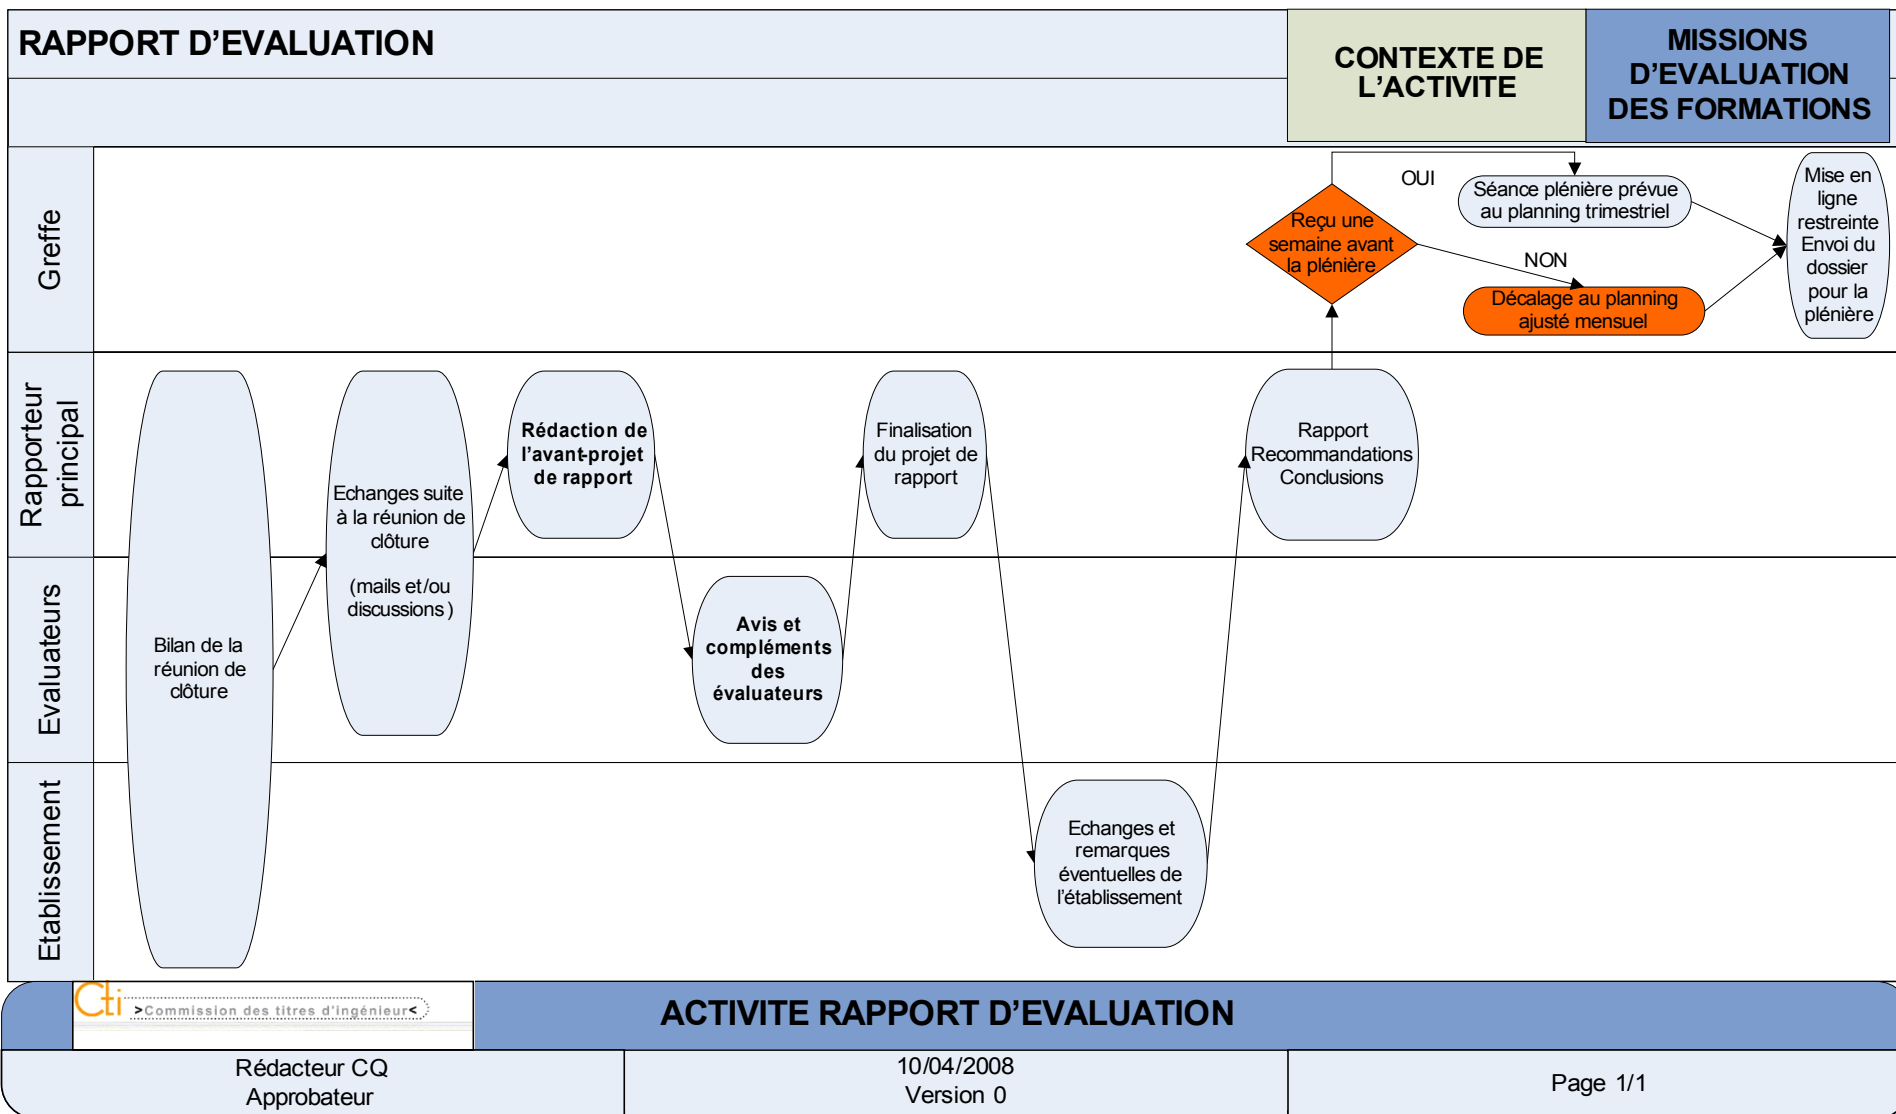 RAPPORT D'EVALUATION
CONTEXTE DE
L'ACTIVITE
MISSIONS
D'EVALUATION
DES FORMATIONS
Greffe
Reçu une
semaine avant
la plénière
OUI
NON
Séance plénière prévue
au planning trimestriel
Décalage au planning
ajusté mensuel
Mise en
ligne
restreinte
Envoi du
dossier
pour la
plénière
Rapporteur
principal
Echanges suite
à la réunion de
clôture
(mails et/ou
discussions )
Rédaction de
l'avant-projet
de rapport
Finalisation
du projet de
rapport
Rapport
Recommandations
Conclusions
Evaluateurs
Bilan de la
réunion de
clôture
Avis et
compléments
des
évaluateurs
Etablissement
Echanges et
remarques
éventuelles de
l'établissement
Cti >Commission des titres d'ingénieur<
ACTIVITE RAPPORT D'EVALUATION
Rédacteur CQ
Approbateur
10/04/2008
Version 0
Page 1/1